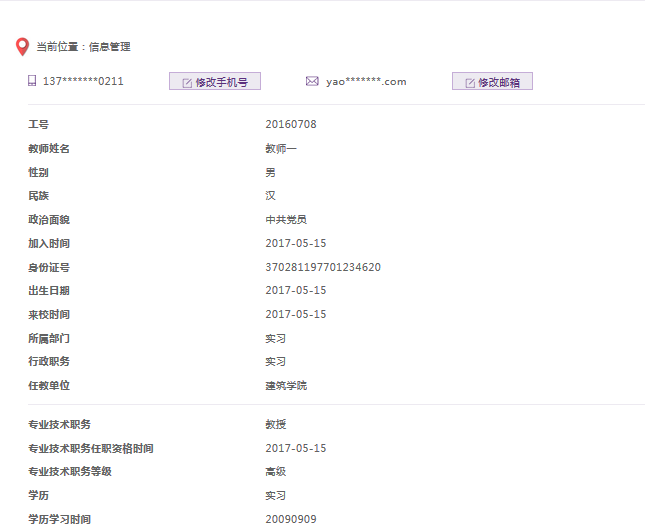 当前位置：信息管理
137*******0211 修改手机号 yao*******.com 修改邮箱
工号 20160708
教师姓名 教师一
性别 男
民族 汉
政治面貌 中共党员
加入时间 2017-05-15
身份证号 370281197701234620
出生日期 2017-05-15
来校时间 2017-05-15
所属部门 实习
行政职务 实习
任教单位 建筑学院
专业技术职务 教授
专业技术职务任职资格时间 2017-05-15
专业技术职务等级 高级
学历 实习
学历学习时间 20090909